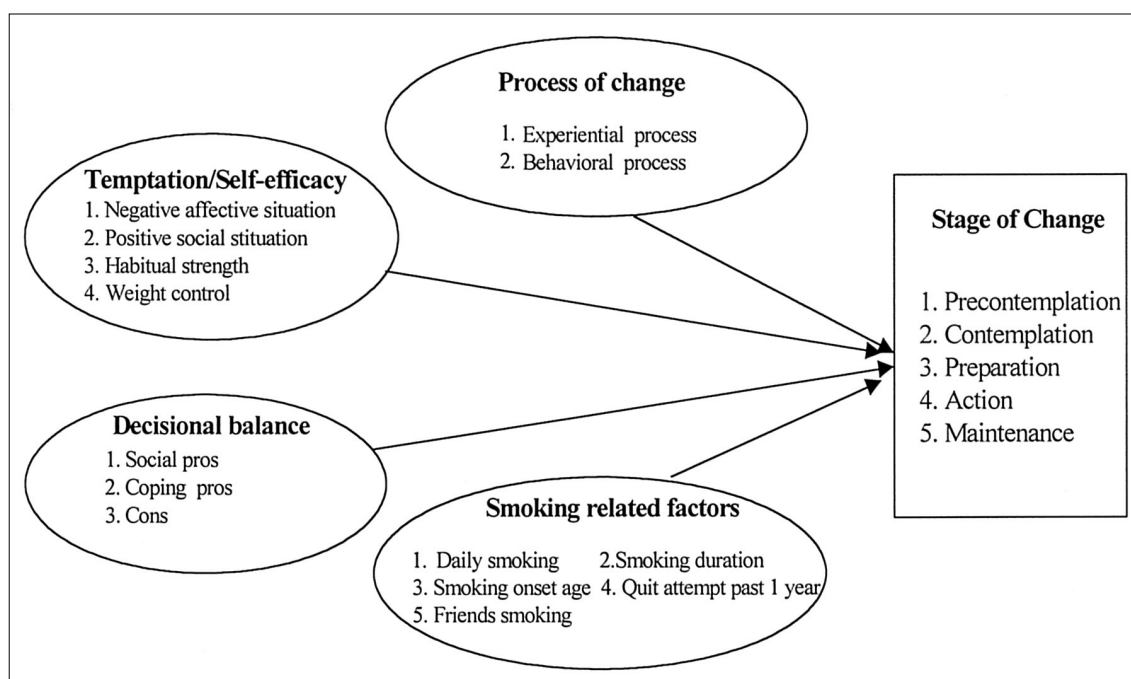 Process of change
1. Experiential process
2. Behavioral process
Temptation/Self-efficacy
1. Negative affective situation
2. Positive social stituation
3. Habitual strength
4. Weight control
Stage of Change
1. Precontemplation
2. Contemplation
3. Preparation
4. Action
5. Maintenance
Decisional balance
1. Social pros
2. Coping pros
3. Cons
Smoking related factors
1. Daily smoking 2.Smoking duration
3. Smoking onset age 4. Quit attempt past 1 year
5. Friends smoking